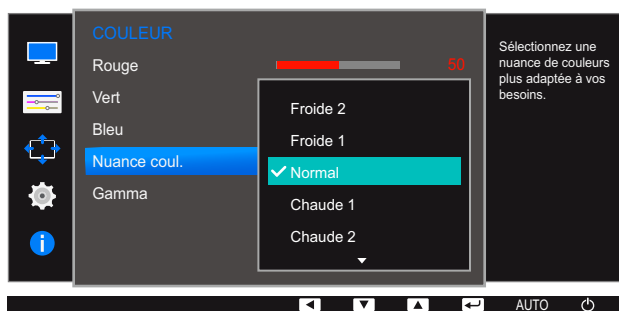 COULEUR
Rouge
50
Vert
Bleu
Nuance coul.
Gamma
Froide 2
Froide 1
Normal
Chaude 1
Chaude 2
Sélectionnez une
nuance de couleurs
plus adaptée à vos
besoins.
AUTO